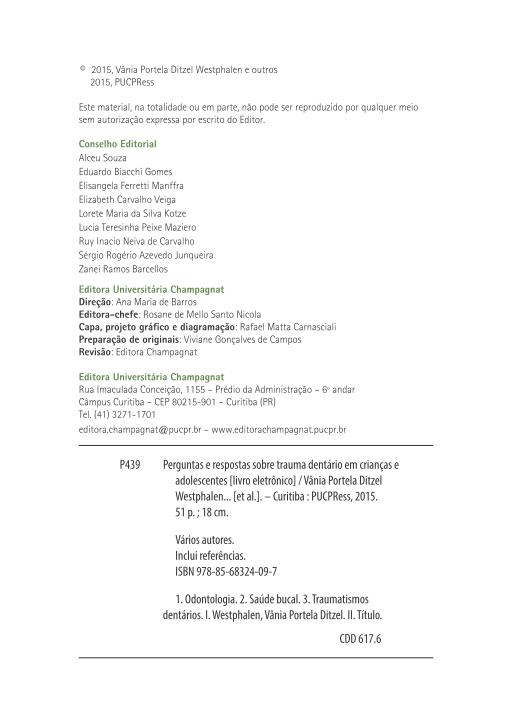 © 2015, Vânia Portela Ditzel Westphalen e outros
2015, PUCPRess
Este material, na totalidade ou em parte, não pode ser reproduzido por qualquer meio
sem autorização expressa por escrito do Editor.
Conselho Editorial
Alceu Souza
Eduardo Biacchi Gomes
Elisangela Ferretti Manffra
Elizabeth Carvalho Veiga
Lorete Maria da Silva Kotze
Lucia Teresinha Peixe Maziero
Ruy Inacio Neiva de Carvalho
Sérgio Rogério Azevedo Junqueira
Zanei Ramos Barcellos
Editora Universitária Champagnat
Direção: Ana Maria de Barros
Editora-chefe: Rosane de Mello Santo Nicola
Capa, projeto gráfico e diagramação: Rafael Matta Carnasciali
Preparação de originais: Viviane Gonçalves de Campos
Revisão: Editora Champagnat
Editora Universitária Champagnat
Rua Imaculada Conceição, 1155 – Prédio da Administração – 6º andar
Câmpus Curitiba – CEP 80215-901 – Curitiba (PR)
Tel. (41) 3271-1701
editora.champagnat@pucpr.br – www.editorachampagnat.pucpr.br
P439 Perguntas e respostas sobre trauma dentário em crianças e
adolescentes [livro eletrônico] / Vânia Portela Ditzel
Westphalen... [et al.]. – Curitiba : PUCPRess, 2015.
51 p. ; 18 cm.
Vários autores.
Inclui referências.
ISBN 978-85-68324-09-7
1. Odontologia. 2. Saúde bucal. 3. Traumatismos
dentários. I. Westphalen, Vânia Portela Ditzel. II. Título.
CDD 617.6